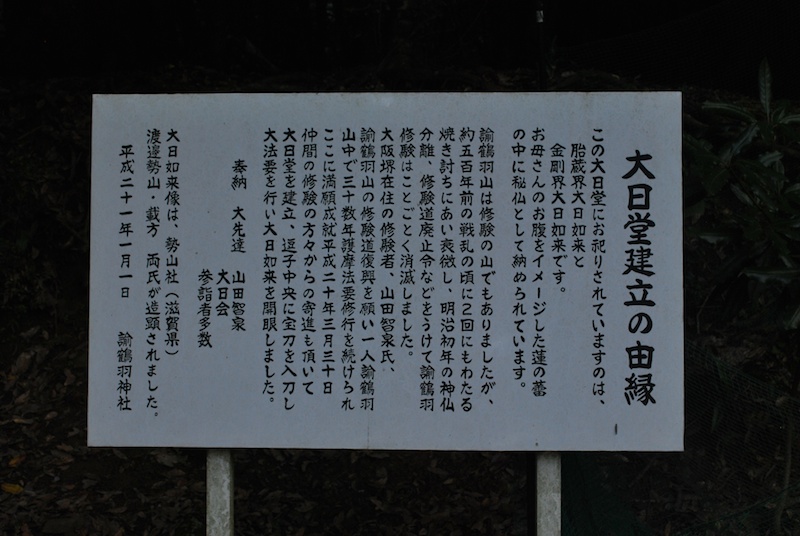 大日堂建立の由縁
この大日堂にお祀りされていますのは、
胎蔵界大日如来と
金剛界大日如来です。
お母さんのお腹をイメージした蓮の蕾
の中に秘仏として納められています。
諭鶴羽山は修験の山でもありましたが、
約五百年前の戦乱の頃に2回にもわたる
焼き討ちにあい衰微し、明治初年の神仏
分離、修験道廃止令などをうけて諭鶴羽
修験はことごとく消滅しました。
大阪堺在住の修験者、山田智泉氏、
諭鶴羽山の修験道復興を願い一人諭鶴羽
山中で三十数年護摩法要修行を続けられ
ここに満願成就平成二十年三月三十日
仲間の修験の方々からの寄進も頂いて
大日堂を建立、逗子中央に宝刀を入刀し
大法要を行い大日如来を開眼しました。
奉納 大先達 山田智泉
大日会
参詣者多数
大日如来像は、勢山社（滋賀県）
渡邊勢山・載方 両氏が造顕されました。
平成二十一年一月一日 諭鶴羽神社